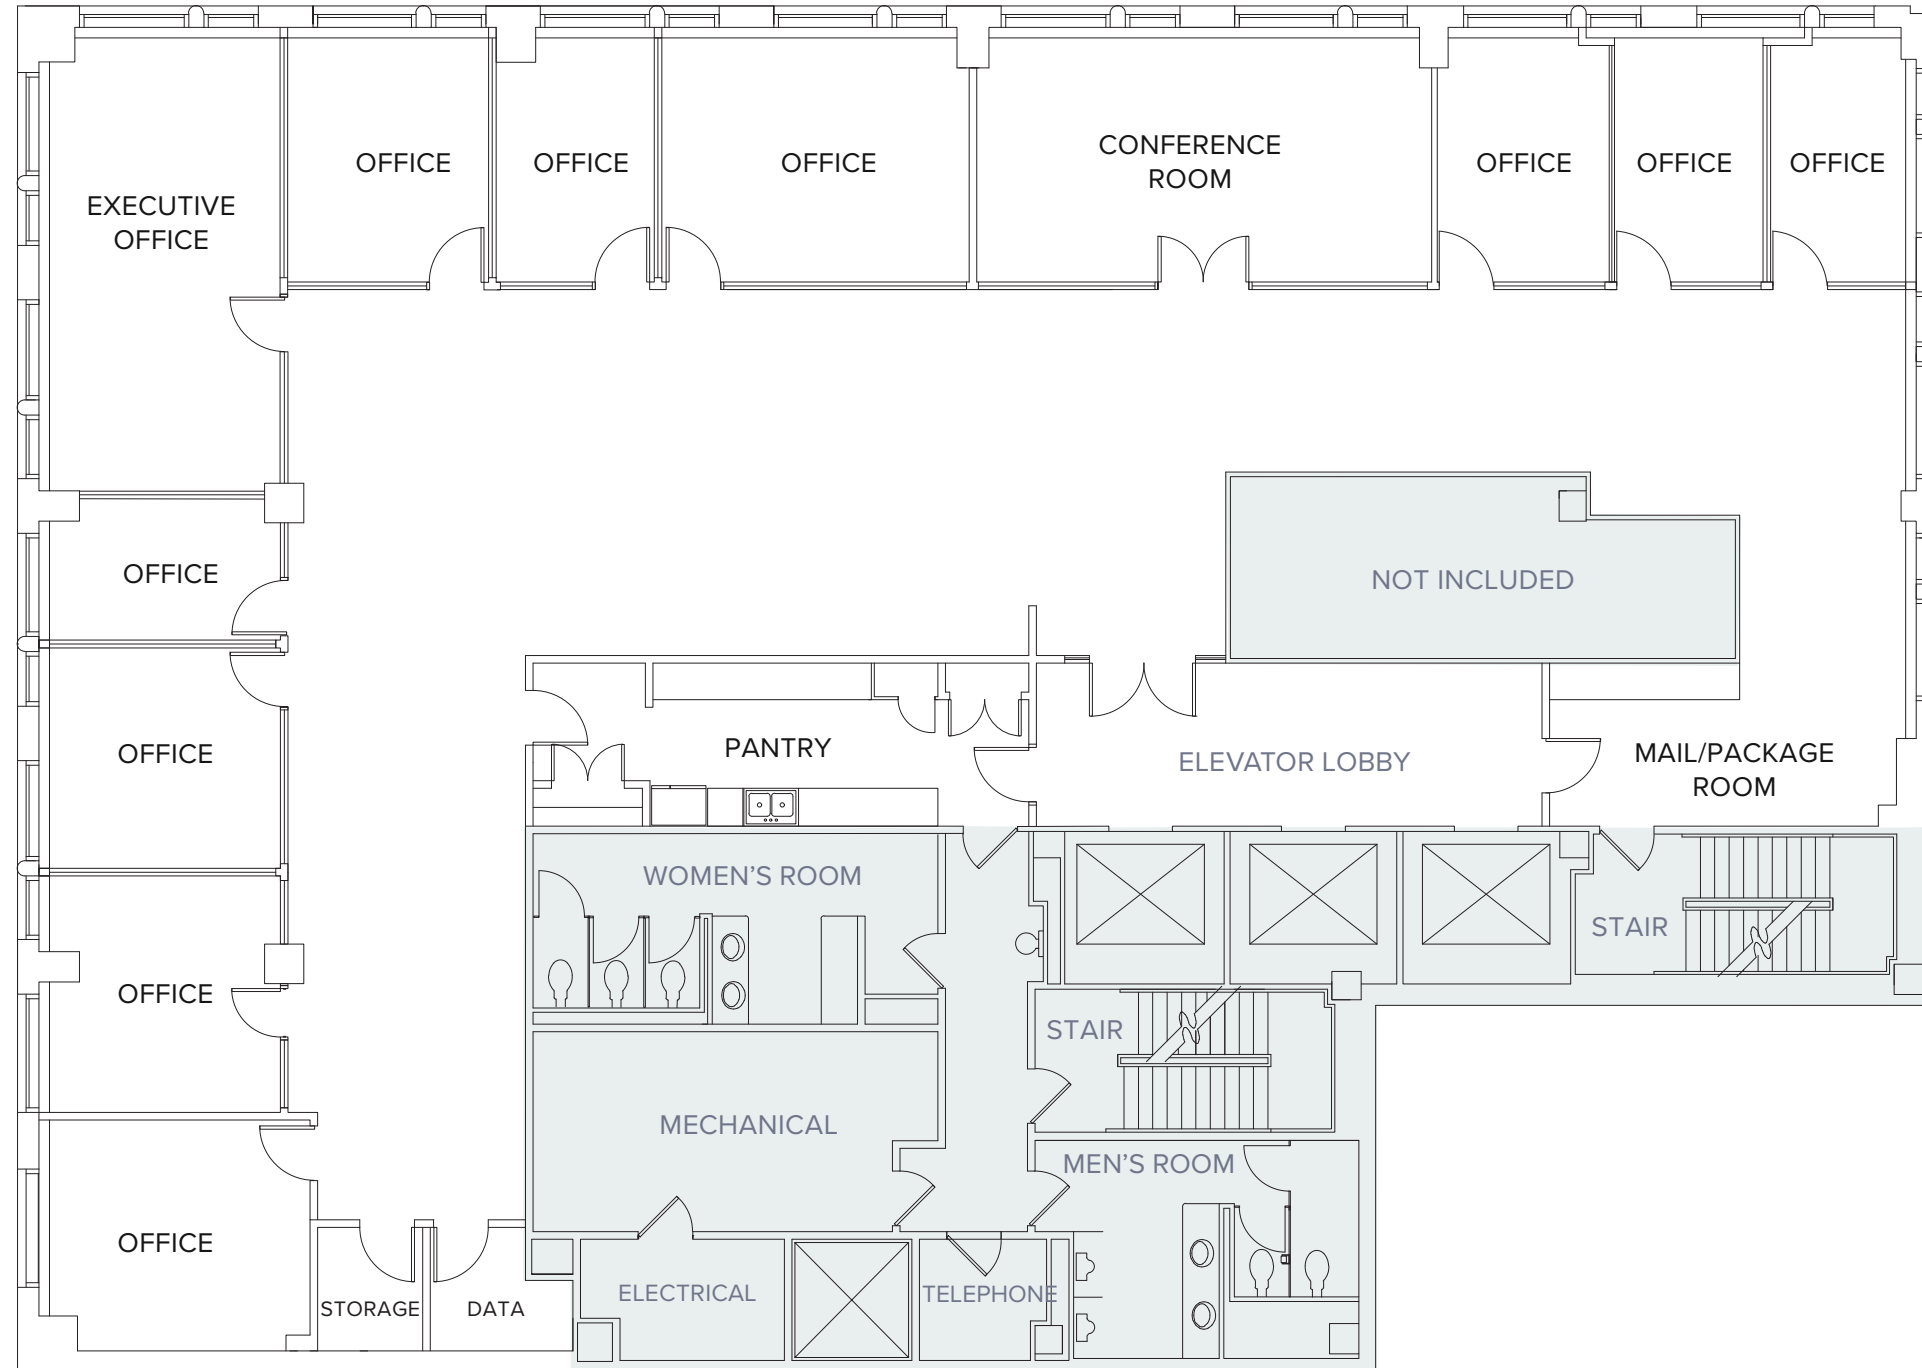 OFFICE
OFFICE
OFFICE
CONFERENCE
ROOM
OFFICE
OFFICE
OFFICE
EXECUTIVE
OFFICE
OFFICE
NOT INCLUDED
OFFICE
PANTRY
ELEVATOR LOBBY
MAIL/PACKAGE
ROOM
WOMEN'S ROOM
STAIR
OFFICE
STAIR
MECHANICAL
MEN'S ROOM
OFFICE
STORAGE
DATA
ELECTRICAL
TELEPHONE